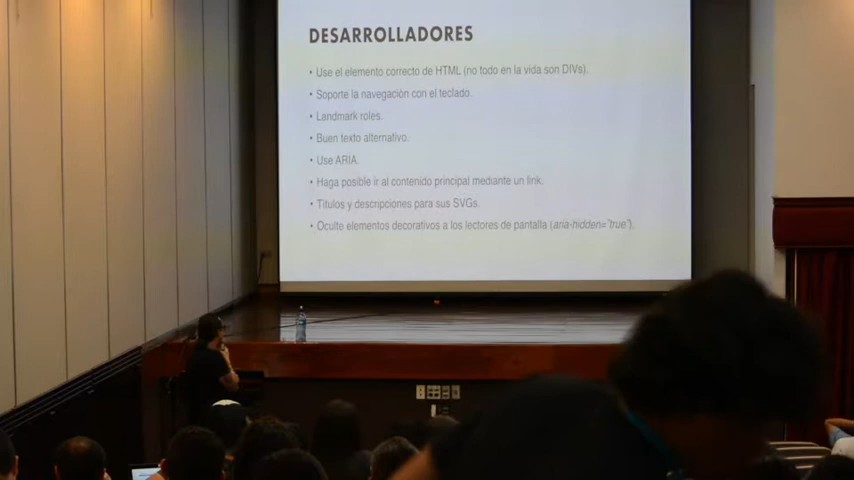 DESARROLLADORES
• Use el elemento correcto de HTML (no todo en la vida son DIVs).
• Soporte la navegación con el teclado.
• Landmark roles.
• Buen texto alternativo.
• Use ARIA.
• Haga posible ir al contenido principal mediante un link.
• Títulos y descripciones para sus SVGs.
• Oculte elementos decorativos a los lectores de pantalla (aria-hidden="true").